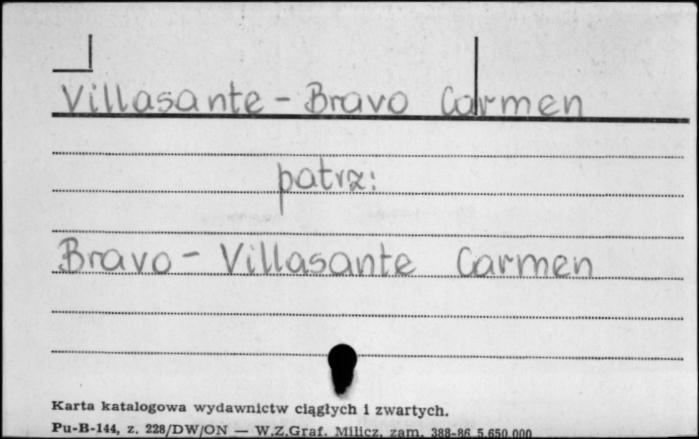 Villasante - Bravo Carmen
patrz:
Bravo - Villasante Carmen
Karta katalogowa wydawnictw ciągłych i zwartych.
Pu-B-144, z. 228/DW/ON — W.Z.Graf. Milicz, zam. 388-86 5.650.000